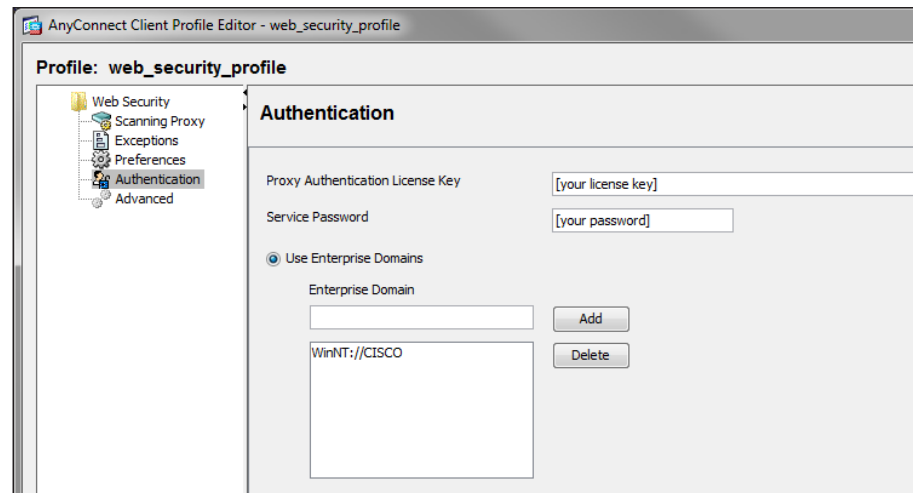 AnyConnect Client Profile Editor - web_security_profile
Profile: web_security_profile
Web Security
Scanning Proxy
Exceptions
Preferences
Authentication
Advanced
Authentication
Proxy Authentication License Key
[your license key]
Service Password
[your password]
Use Enterprise Domains
Enterprise Domain
Add
WinNT://CISCO
Delete